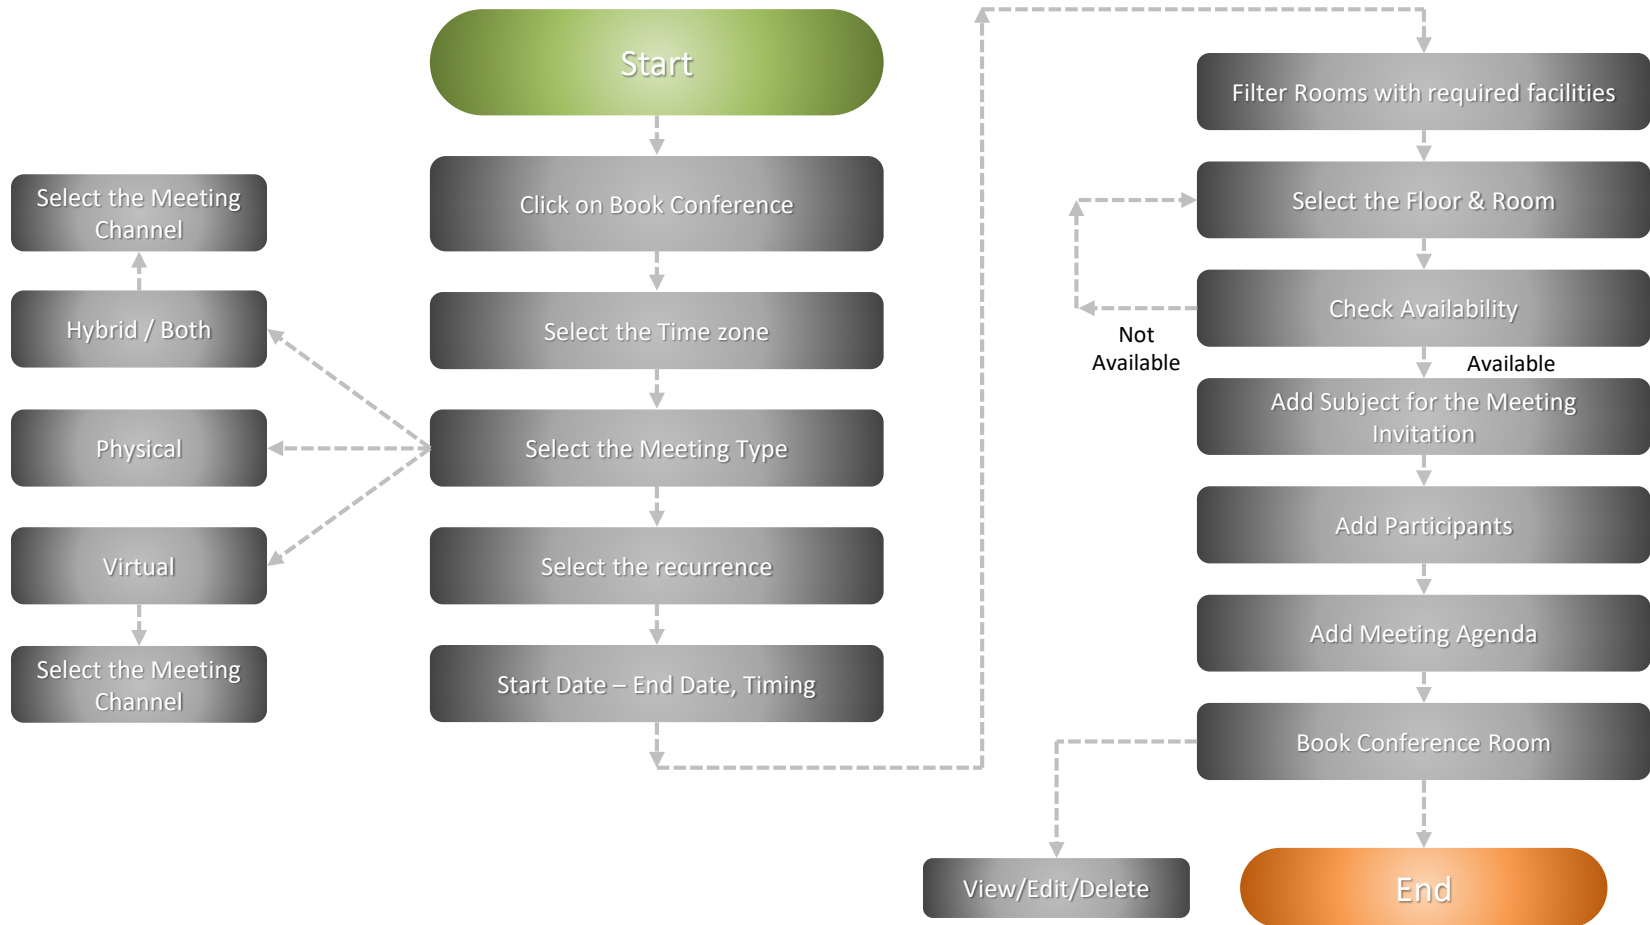 Start
Click on Book Conference
Select the Time zone
Select the Meeting Type
Select the recurrence
Start Date – End Date, Timing
Select the Meeting
Channel
Hybrid / Both
Physical
Virtual
Select the Meeting
Channel
Filter Rooms with required facilities
Select the Floor & Room
Check Availability
Not
Available
Available
Add Subject for the Meeting
Invitation
Add Participants
Add Meeting Agenda
Book Conference Room
View/Edit/Delete
End